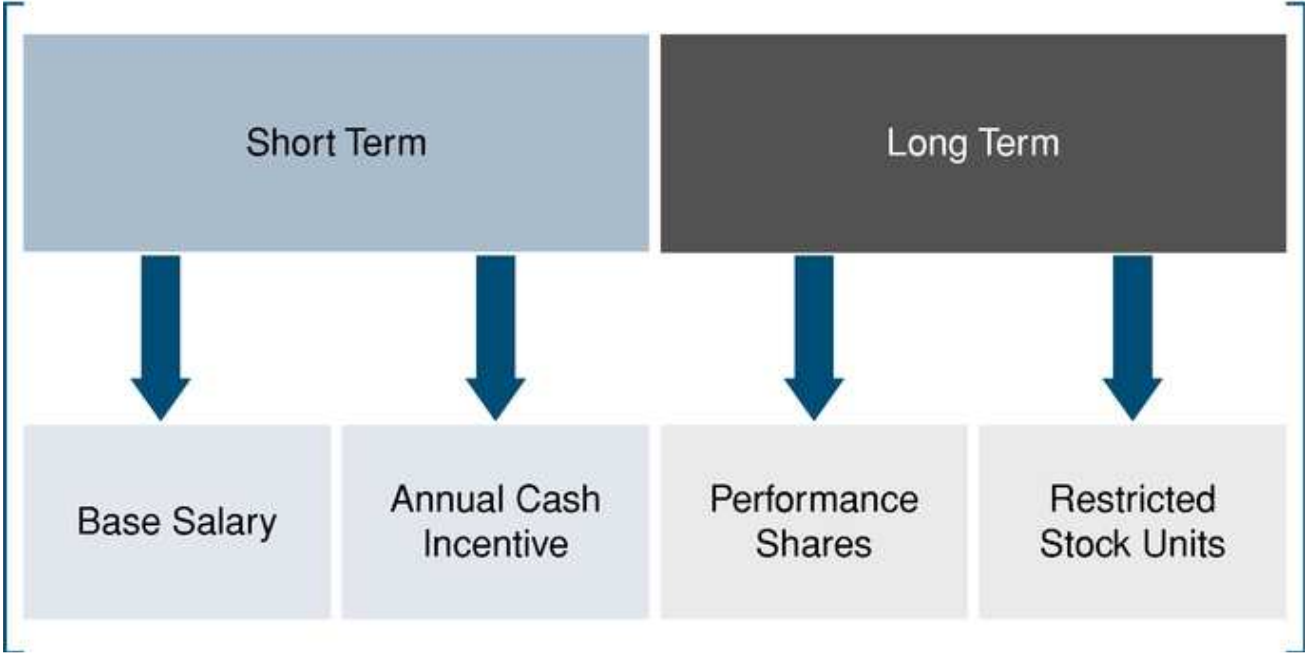 Short Term
Long Term
Base Salary
Annual Cash
Incentive
Performance
Shares
Restricted
Stock Units